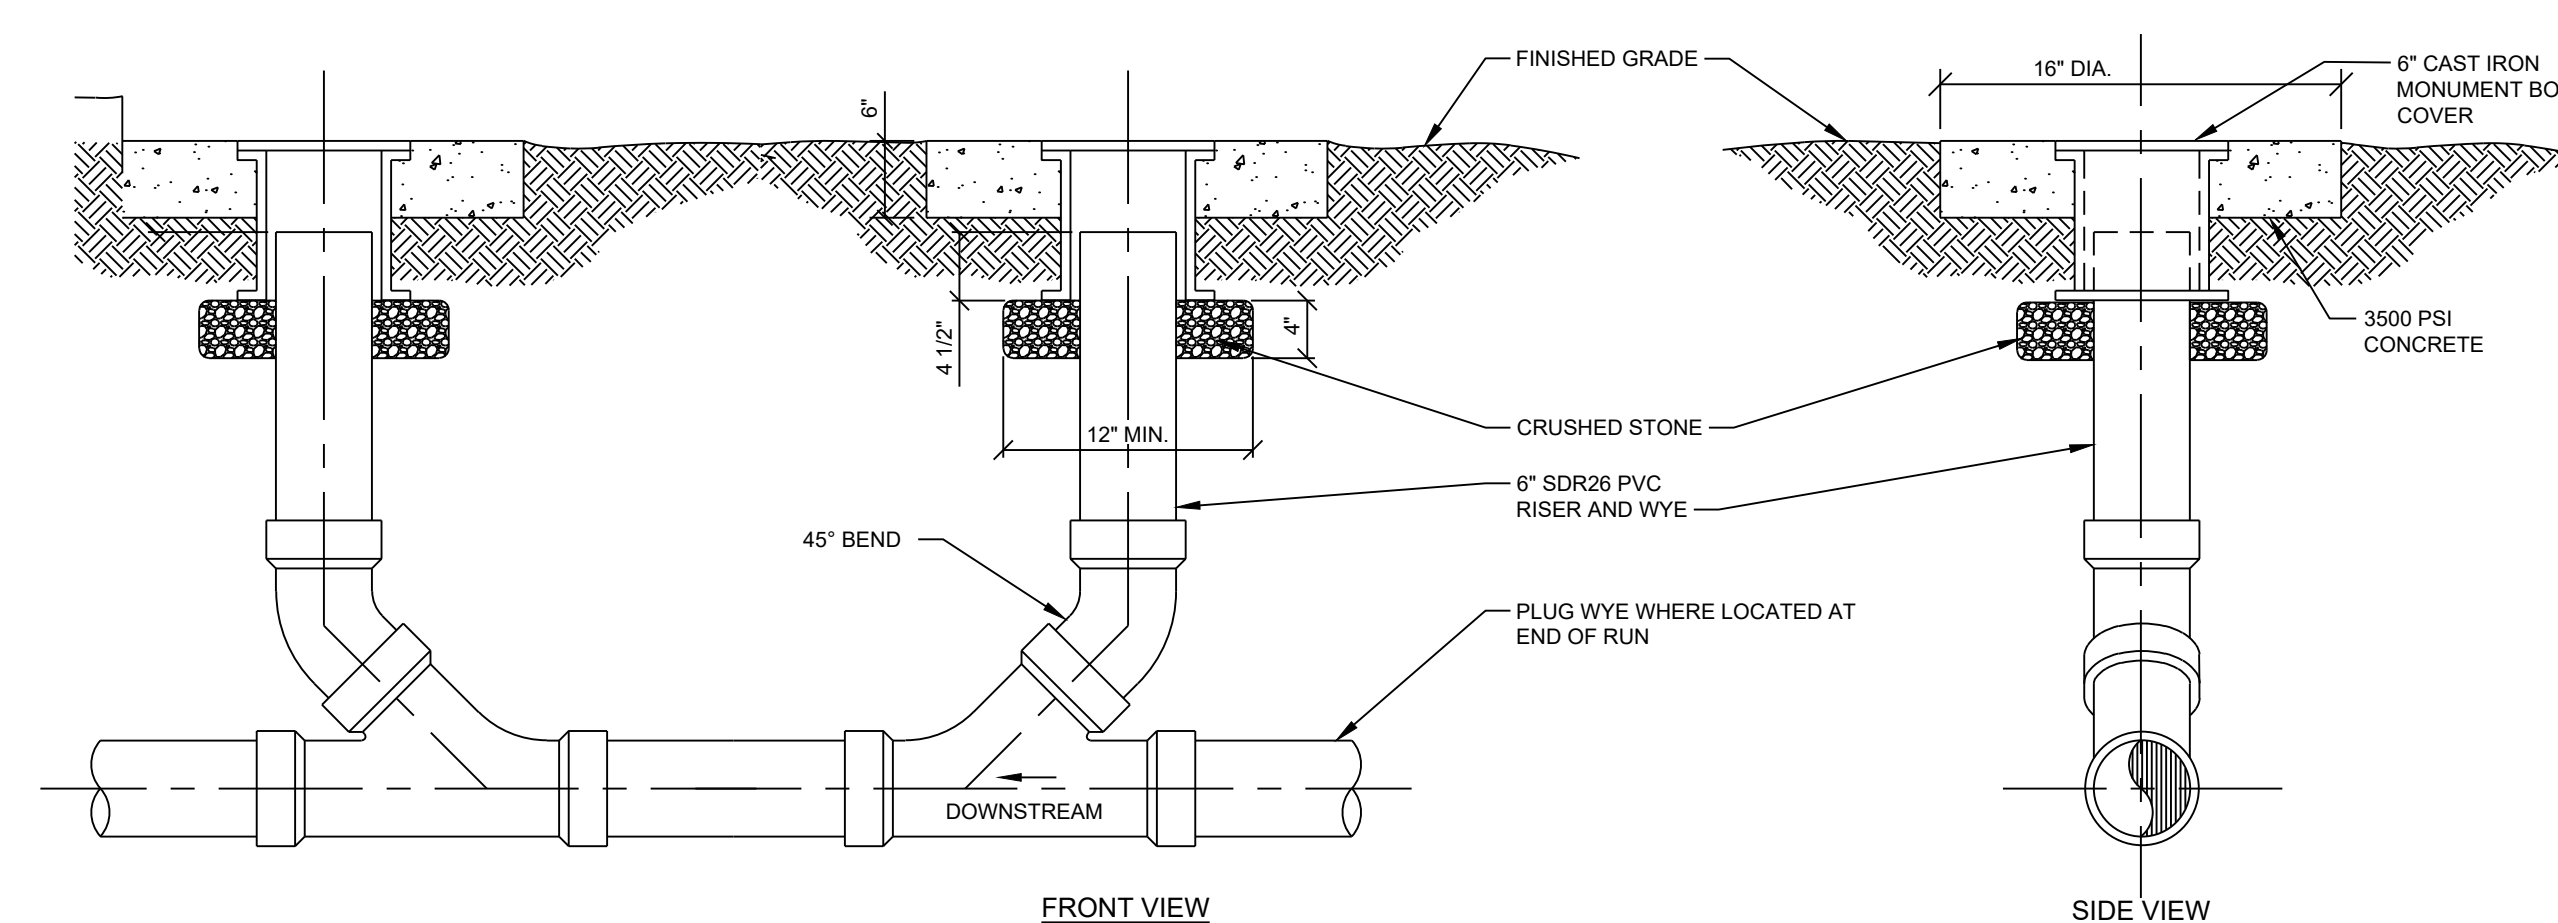 FINISHED GRADE
16" DIA.
6" CAST IRON
MONUMENT BO
COVER
6"
4 1/2"
4"
3500 PSI
CONCRETE
12" MIN.
CRUSHED STONE
6" SDR26 PVC
RISER AND WYE
45° BEND
PLUG WYE WHERE LOCATED AT
END OF RUN
DOWNSTREAM
FRONT VIEW
SIDE VIEW